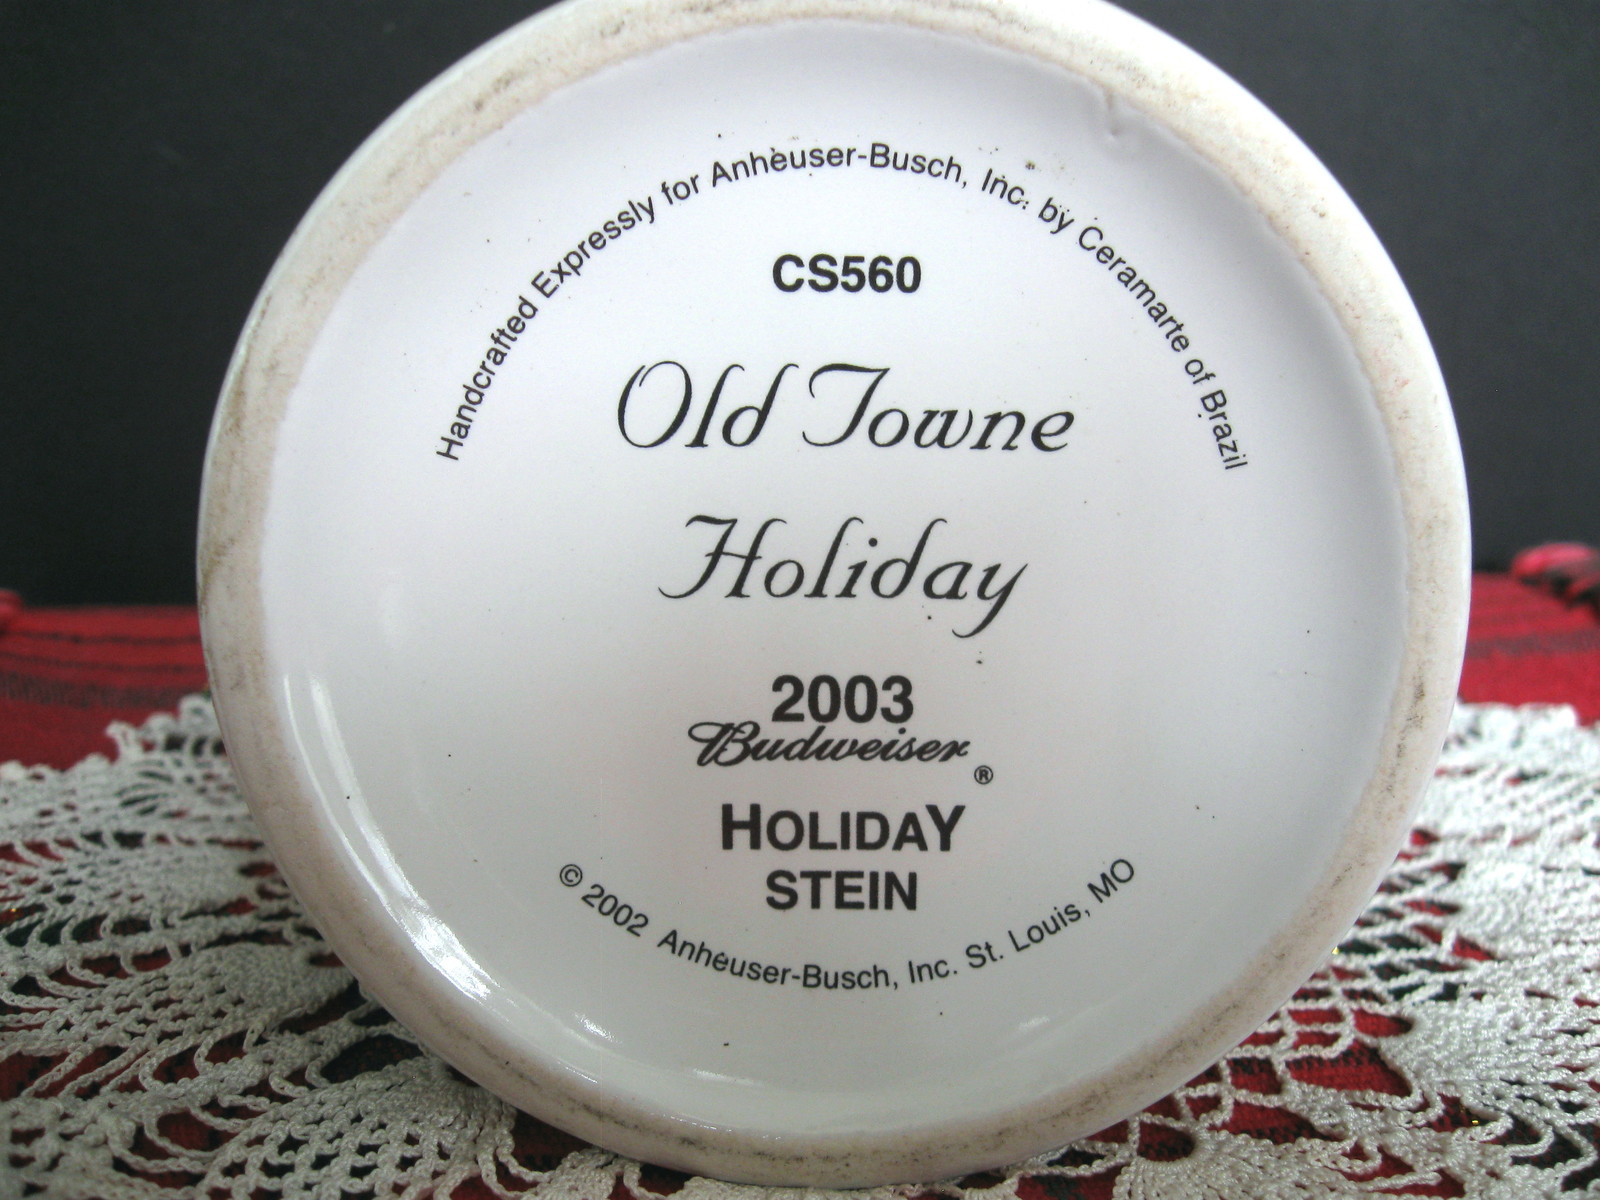 Handcrafted Expressly for Anheuser-Busch, Inc. by Ceramarte of Brazil
CS560
Old Towne
Holiday
2003
Budweiser®
HOLIDAY
STEIN
© 2002 Anheuser-Busch, Inc. St. Louis, MO